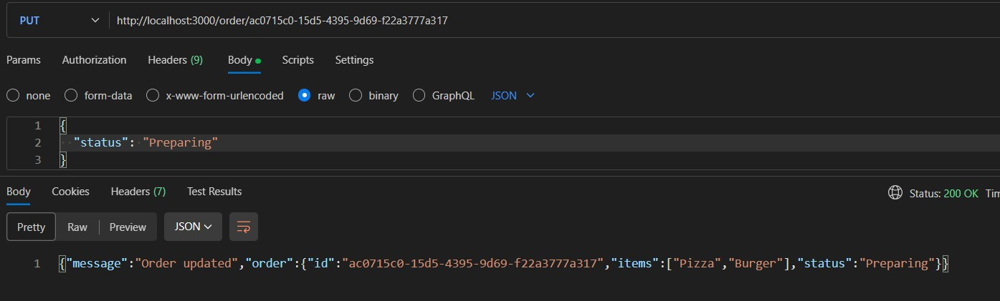 PUT http://localhost:3000/order/ac0715c0-15d5-4395-9d69-f22a3777a317
Params Authorization Headers (9) Body Scripts Settings
none form-data x-www-form-urlencoded raw binary GraphQL JSON
1 {
2 "status": "Preparing"
3 }
Body Cookies Headers (7) Test Results Status: 200 OK Tim
Pretty Raw Preview JSON
1 {"message":"Order updated","order":{"id":"ac0715c0-15d5-4395-9d69-f22a3777a317","items":["Pizza","Burger"],"status":"Preparing"}}